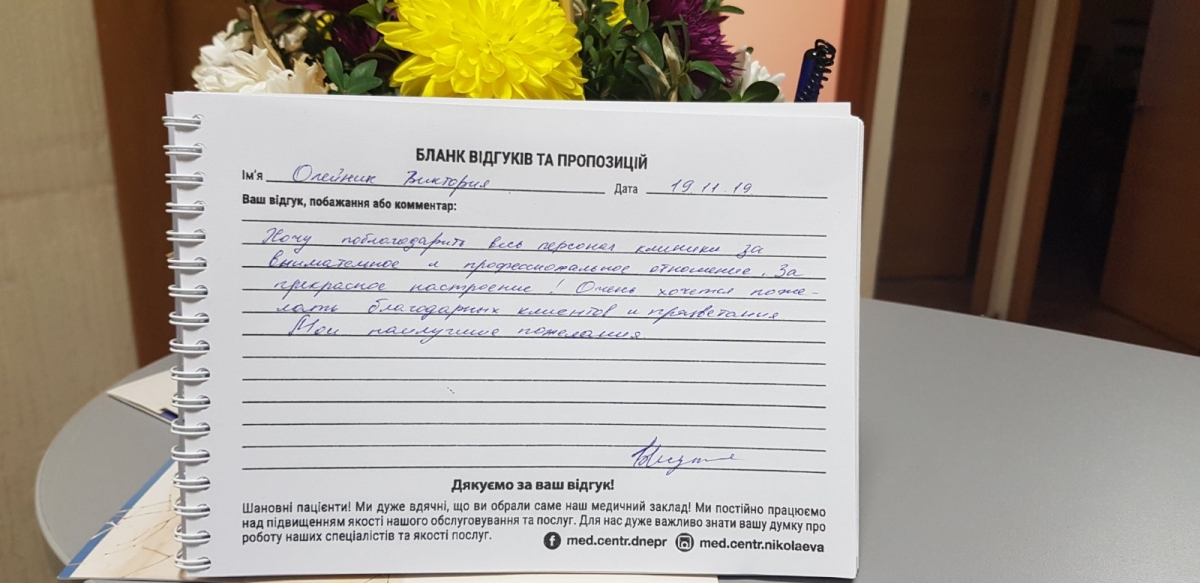 БЛАНК ВІДГУКІВ ТА ПРОПОЗИЦІЙ
Ім'я Олейник Виктория Дата 19.11.19
Ваш відгук, побажання або комментар:
Хочу поблагодарить весь персонал клиники за
внимательное и профессиональное отношение. За
прекрасное настроение! Очень хочется поже-
лать благодарных клиентов и процветания.
Мои наилучшие пожелания.
Дякуємо за ваш відгук!
Шановні пацієнти! Ми дуже вдячні, що ви обрали саме наш медичний заклад! Ми постійно працюємо
над підвищенням якості нашого обслуговування та послуг. Для нас дуже важливо знати вашу думку про
роботу наших спеціалістів та якості послуг.
med.centr.dnepr med.centr.nikolaeva